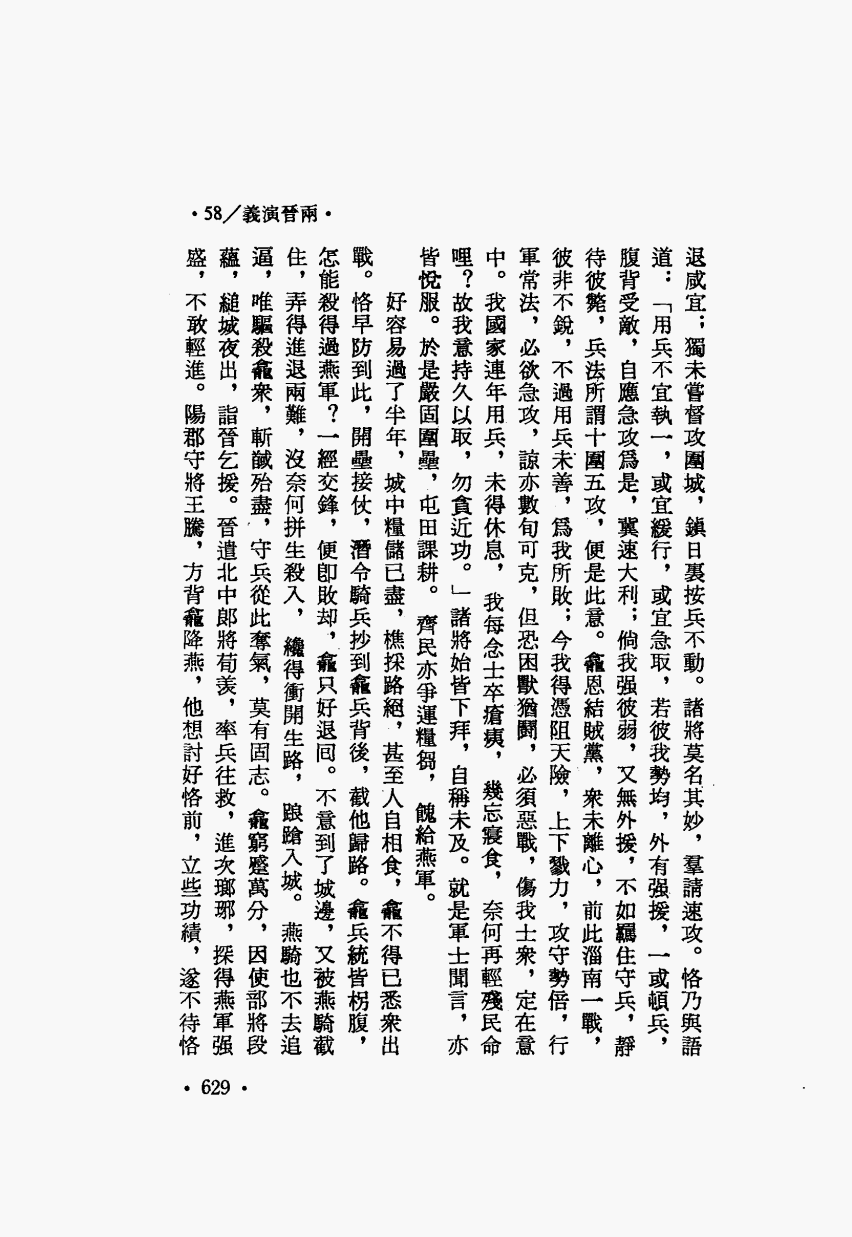 ·58／義演晉兩·
退咸宜；獨未嘗督攻圍城，鎮日裏按兵不動。諸將莫名其妙，羣請速攻。恪乃與語
道：「用兵不宜執一，或宜緩行，或宜急取，若彼我勢均，外有强援，一或頓兵，
腹背受敵，自應急攻爲是，冀速大利；倘我强彼弱，又無外援，不如羈住守兵，靜
待彼斃，兵法所謂十圍五攻，便是此意。龕恩結賊黨，衆未離心，前此淄南一戰，
彼非不銳，不過用兵未善，爲我所敗；今我得憑阻天險，上下戮力，攻守勢倍，行
軍常法，必欲急攻，諒亦數旬可克，但恐困獸猶鬭，必須惡戰，傷我士衆，定在意
中。我國家連年用兵，未得休息，我每念士卒瘡痍，幾忘寢食，奈何再輕殘民命
哩？故我意持久以取，勿貪近功。」諸將始皆下拜，自稱未及。就是軍士聞言，亦
皆悅服。於是嚴固圍壘，屯田課耕。齊民亦爭運糧芻，餽給燕軍。
好容易過了半年，城中糧儲已盡，樵採路絕，甚至人自相食，龕不得已悉衆出
戰。恪早防到此，開壘接仗，潛令騎兵抄到龕兵背後，截他歸路。龕兵統皆枵腹，
怎能殺得過燕軍？一經交鋒，便卽敗却，龕只好退回。不意到了城邊，又被燕騎截
住，弄得進退兩難，沒奈何拼生殺入，纔得衝開生路，踉蹌入城。燕騎也不去追
逼，唯驅殺龕衆，斬馘殆盡，守兵從此奪氣，莫有固志。龕窮蹙萬分，因使部將段
蘊，縋城夜出，詣晉乞援。晉遣北中郎將荀羡，率兵往救，進次瑯琊，探得燕軍强
盛，不敢輕進。陽郡守將王騰，方背龕降燕，他想討好恪前，立些功績，遂不待恪
·629·